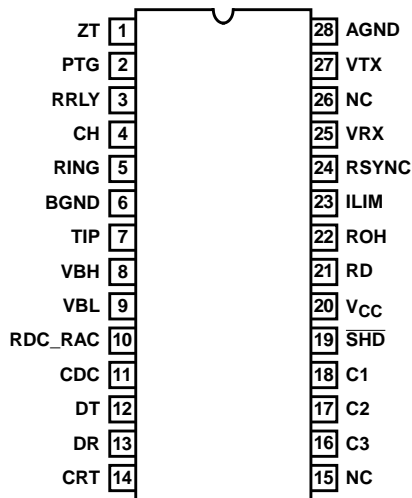 ZT 1 28 AGND
PTG 2 27 VTX
RRLY 3 26 NC
CH 4 25 VRX
RING 5 24 RSYNC
BGND 6 23 ILIM
TIP 7 22 ROH
VBH 8 21 RD
VBL 9 20 VCC
RDC_RAC 10 19 SHD
CDC 11 18 C1
DT 12 17 C2
DR 13 16 C3
CRT 14 15 NC